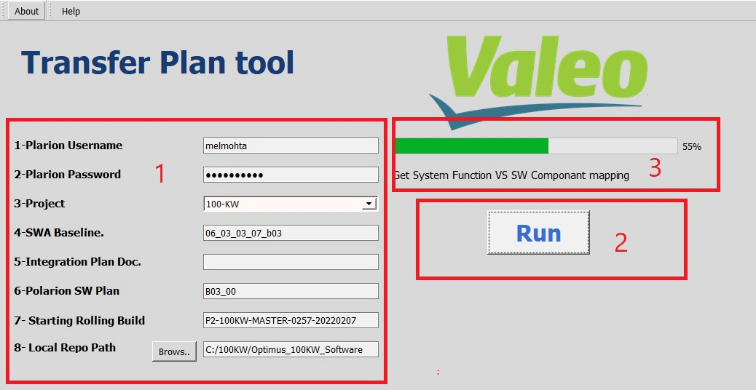 About Help
Transfer Plan tool
Valeo
1-Plarion Username melmohta
55%
1
2-Plarion Password ●●●●●●●●●●
Get System Function VS SW Componant mapping
3
3-Project 100-KW
4-SWA Baseline. 06_03_03_07_b03
Run
2
5-Integration Plan Doc.
6-Polarion SW Plan B03_00
7- Starting Rolling Build P2-100KW-MASTER-0257-20220207
8- Local Repo Path Brows.. C:/100KW/Optimus_100KW_Software
: